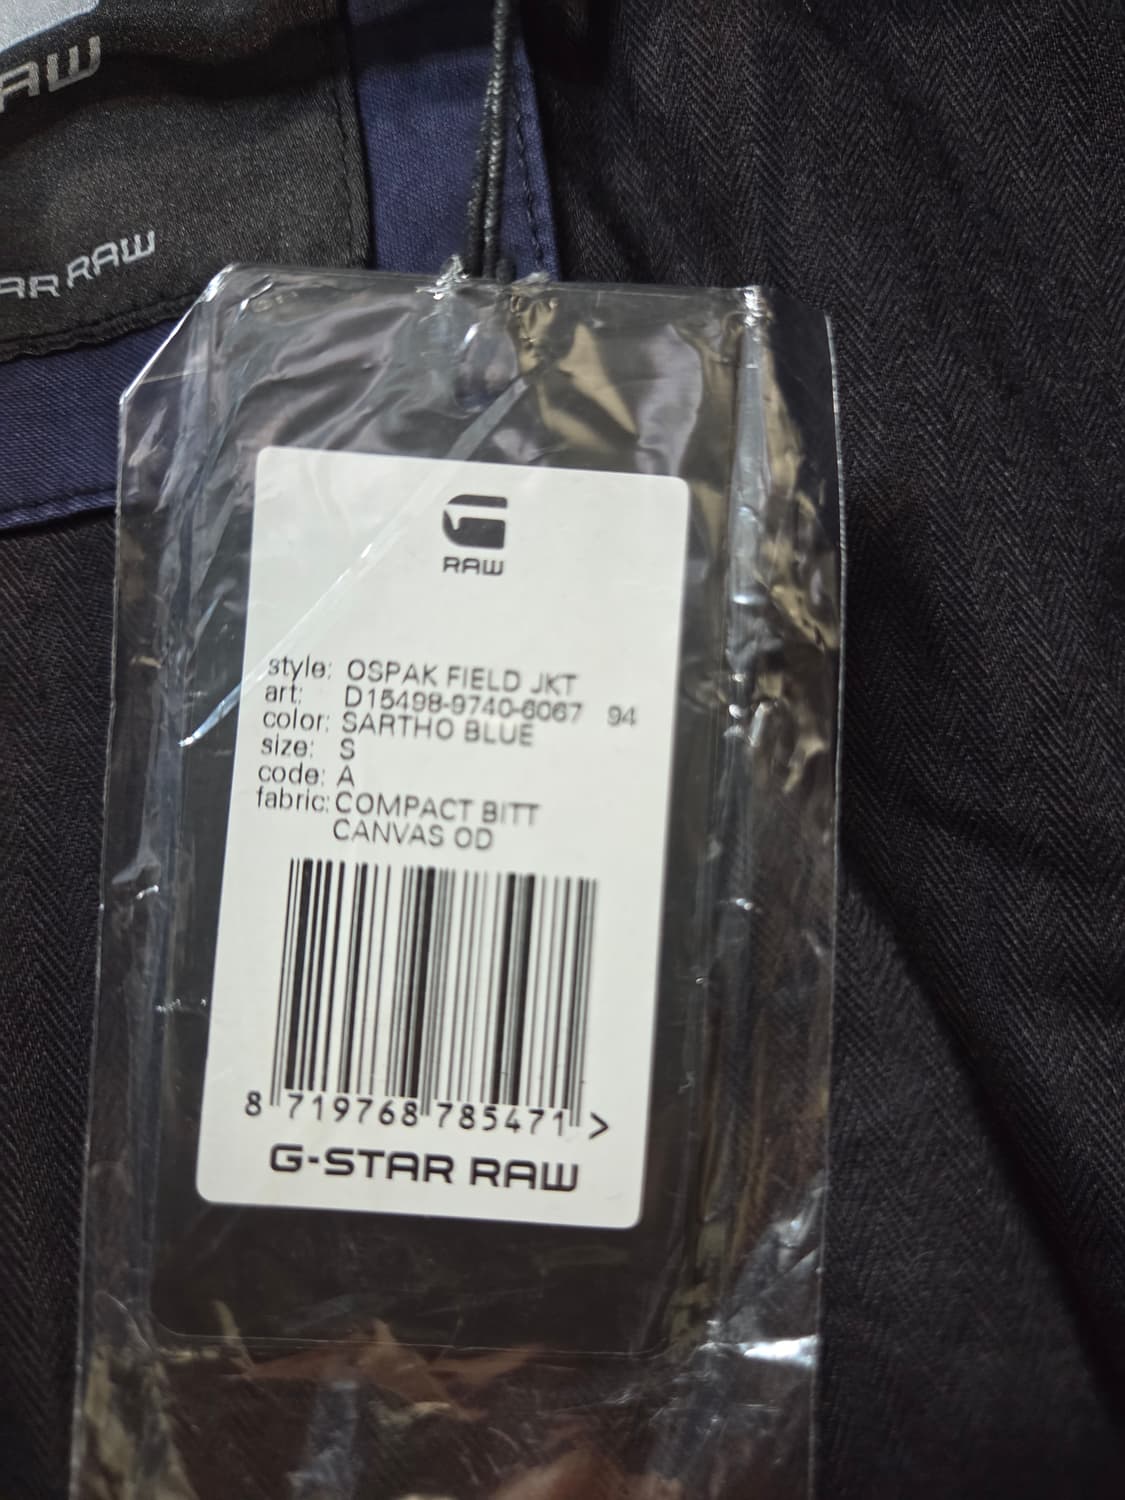 RAW
AR RAW
RAW
style: OSPAK FIELD JKT
art: D15498-9740-6067 94
color: SARTHO BLUE
size: S
code: A
fabric: COMPACT BITT
CANVAS OD
8 719768 785471 >
G-STAR RAW